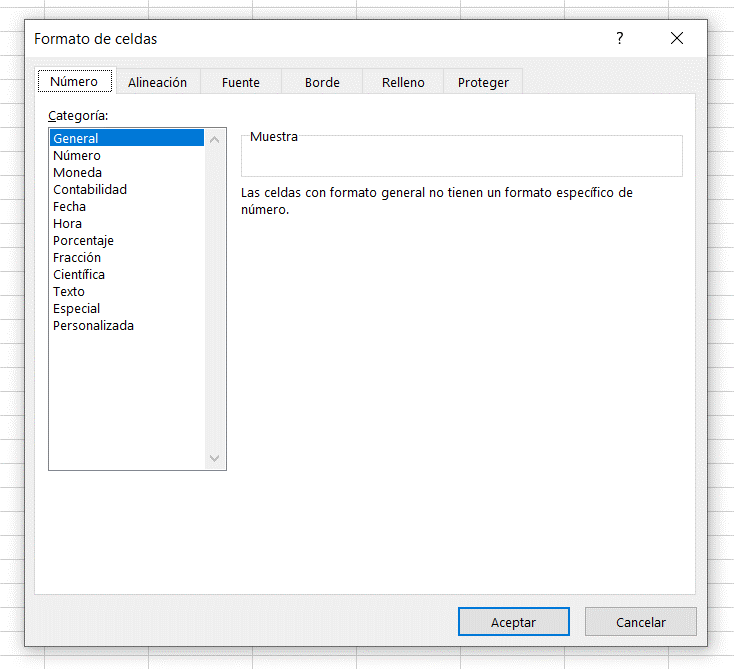 Formato de celdas ?
Número Alineación Fuente Borde Relleno Proteger
Categoría:
General
Número
Moneda
Contabilidad
Fecha
Hora
Porcentaje
Fracción
Científica
Texto
Especial
Personalizada
Muestra
Las celdas con formato general no tienen un formato específico de
número.
Aceptar Cancelar